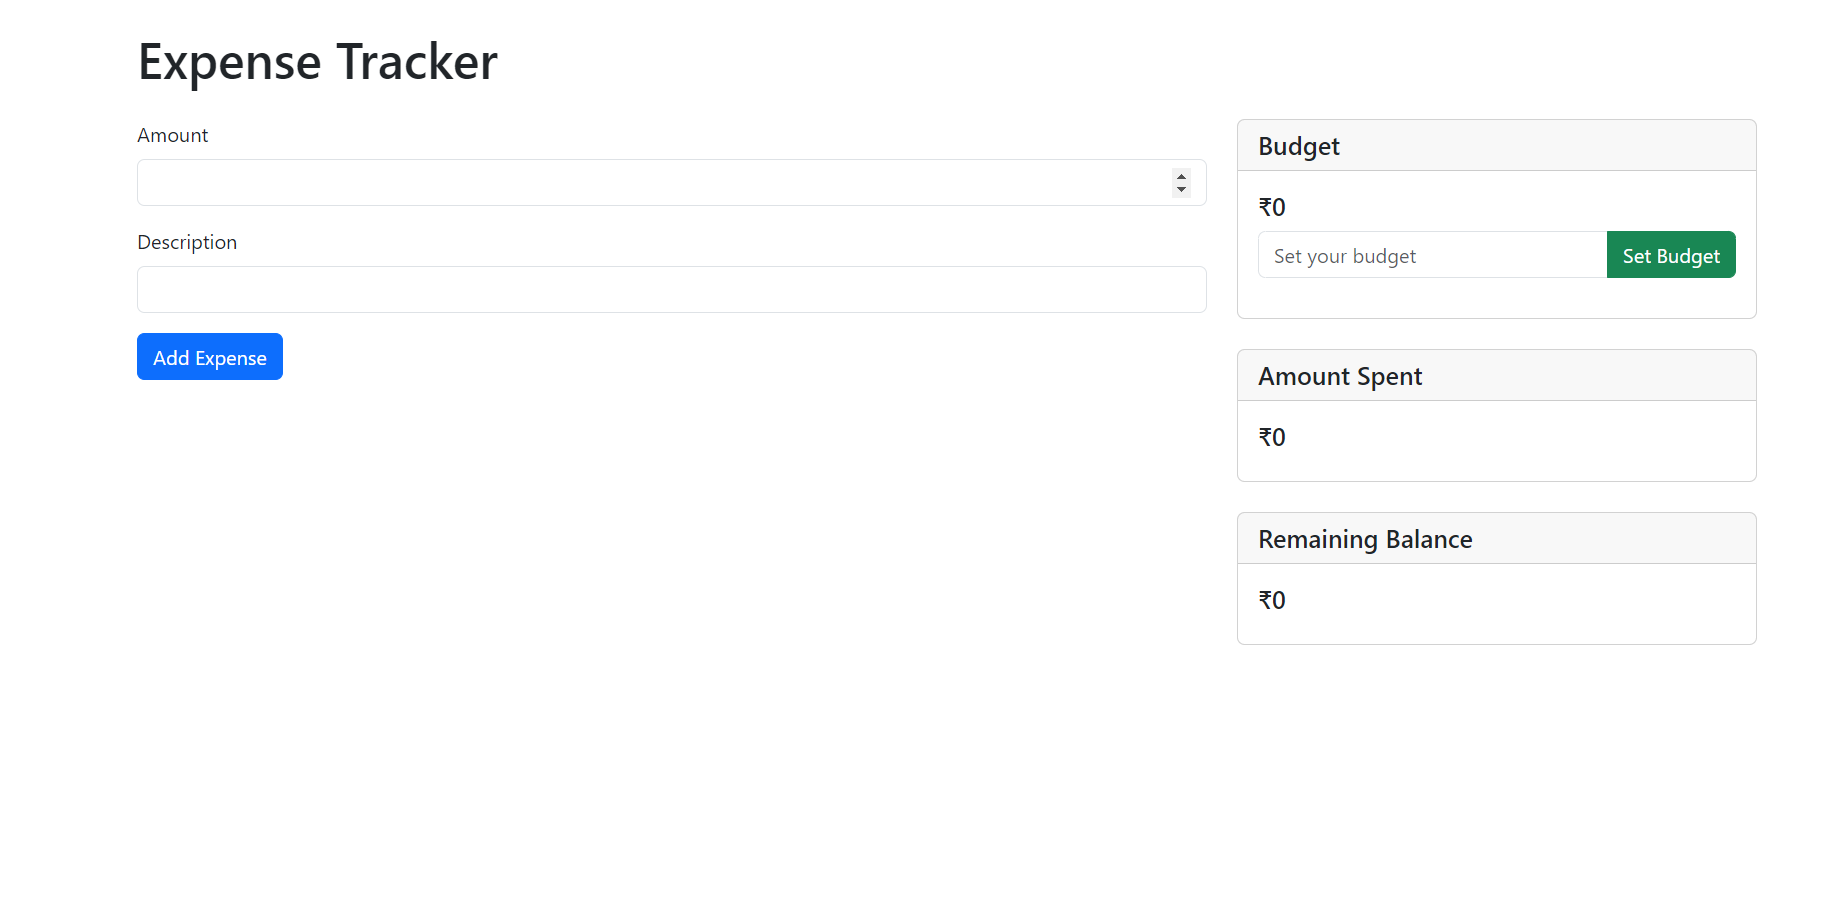 Expense Tracker
Amount
Description
Add Expense
Budget
₹0
Set your budget
Set Budget
Amount Spent
₹0
Remaining Balance
₹0